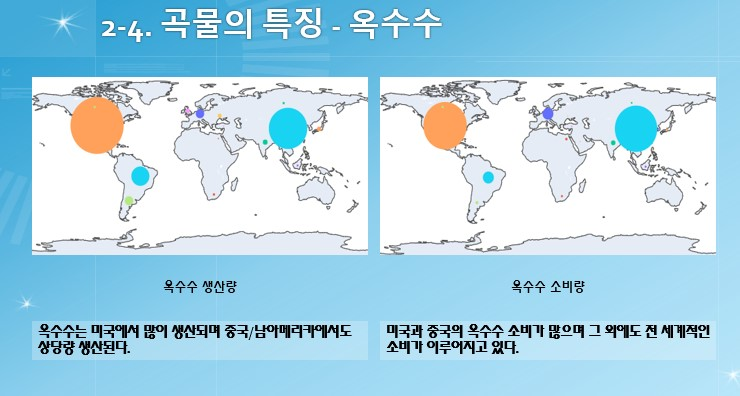 2-4. 곡물의 특징 - 옥수수
옥수수 생산량
옥수수 소비량
옥수수는 미국에서 많이 생산되며 중국/남아메리카에서도
상당량 생산된다.
미국과 중국의 옥수수 소비가 많으며 그 외에도 전 세계적인
소비가 이루어지고 있다.